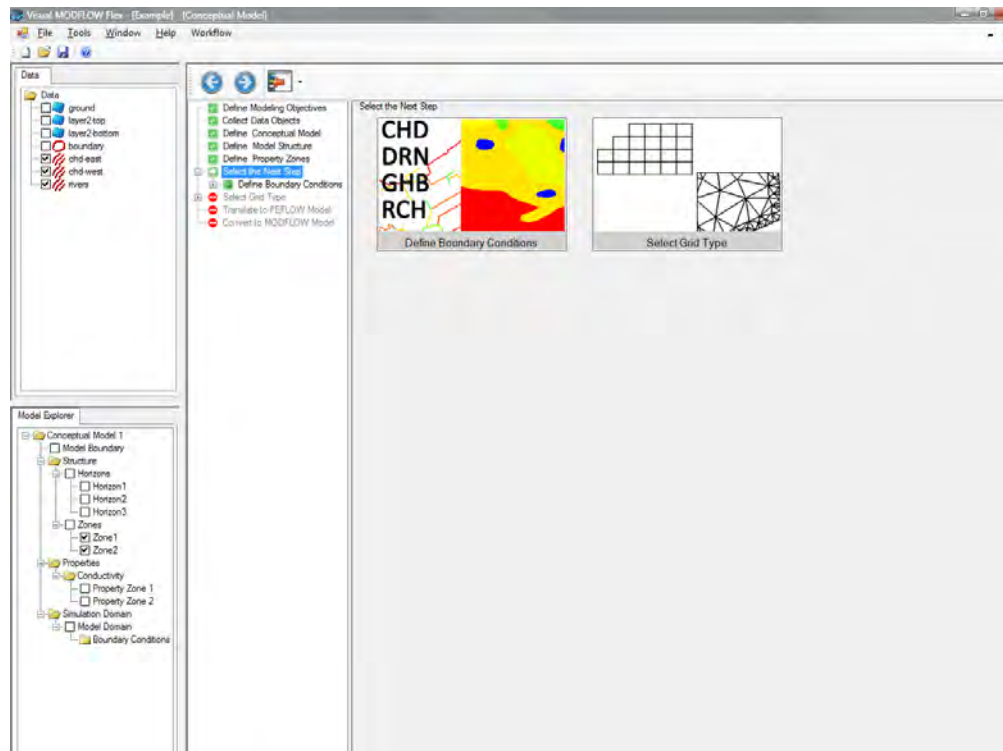 Visual MODFLOW Flex - [Example] - [Conceptual Model]
File Tools Window Help Workflow
Data
Data
ground
layer2-top
layer2-bottom
boundary
chd-east
chd-west
rivers
Define Modeling Objectives
Collect Data Objects
Define Conceptual Model
Define Model Structure
Define Property Zones
Select the Next Step
Define Boundary Conditions
Select Grid Type
Translate to FEFLOW Model
Convert to MODFLOW Model
Select the Next Step
CHD
DRN
GHB
RCH
Define Boundary Conditions
Select Grid Type
Model Explorer
Conceptual Model 1
Model Boundary
Structure
Horizons
Horizon1
Horizon2
Horizon3
Zones
Zone1
Zone2
Properties
Conductivity
Property Zone 1
Property Zone 2
Simulation Domain
Model Domain
Boundary Conditions